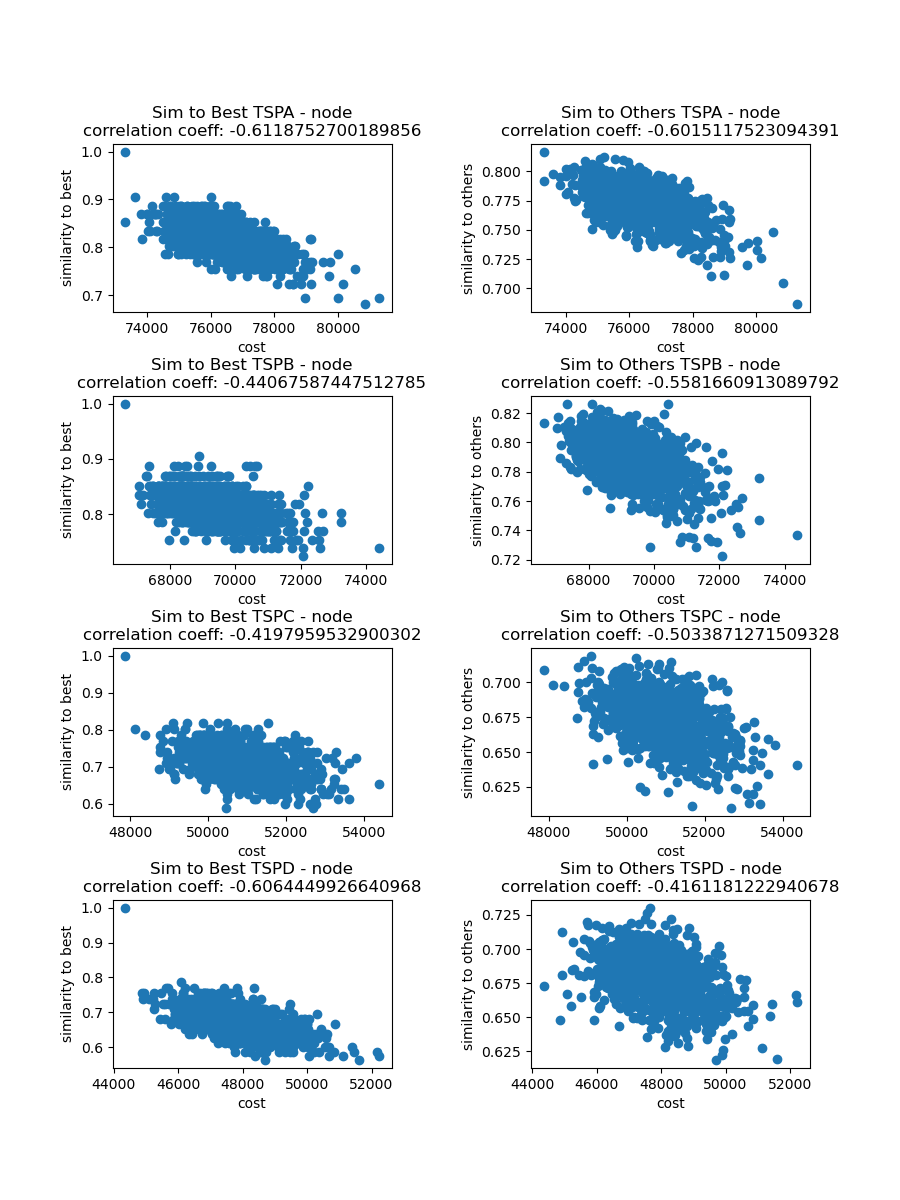 Sim to Best TSPA - node
correlation coeff: -0.6118752700189856
1.0
0.9
0.8
0.7
similarity to best
74000 76000 78000 80000
cost
Sim to Others TSPA - node
correlation coeff: -0.6015117523094391
0.800
0.775
0.750
0.725
0.700
similarity to others
74000 76000 78000 80000
cost
Sim to Best TSPB - node
correlation coeff: -0.44067587447512785
1.0
0.9
0.8
similarity to best
68000 70000 72000 74000
cost
Sim to Others TSPB - node
correlation coeff: -0.5581660913089792
0.82
0.80
0.78
0.76
0.74
0.72
similarity to others
68000 70000 72000 74000
cost
Sim to Best TSPC - node
correlation coeff: -0.4197959532900302
1.0
0.9
0.8
0.7
0.6
similarity to best
48000 50000 52000 54000
cost
Sim to Others TSPC - node
correlation coeff: -0.5033871271509328
0.700
0.675
0.650
0.625
similarity to others
48000 50000 52000 54000
cost
Sim to Best TSPD - node
correlation coeff: -0.6064449926640968
1.0
0.9
0.8
0.7
0.6
similarity to best
44000 46000 48000 50000 52000
cost
Sim to Others TSPD - node
correlation coeff: -0.4161181222940678
0.725
0.700
0.675
0.650
0.625
similarity to others
44000 46000 48000 50000 52000
cost